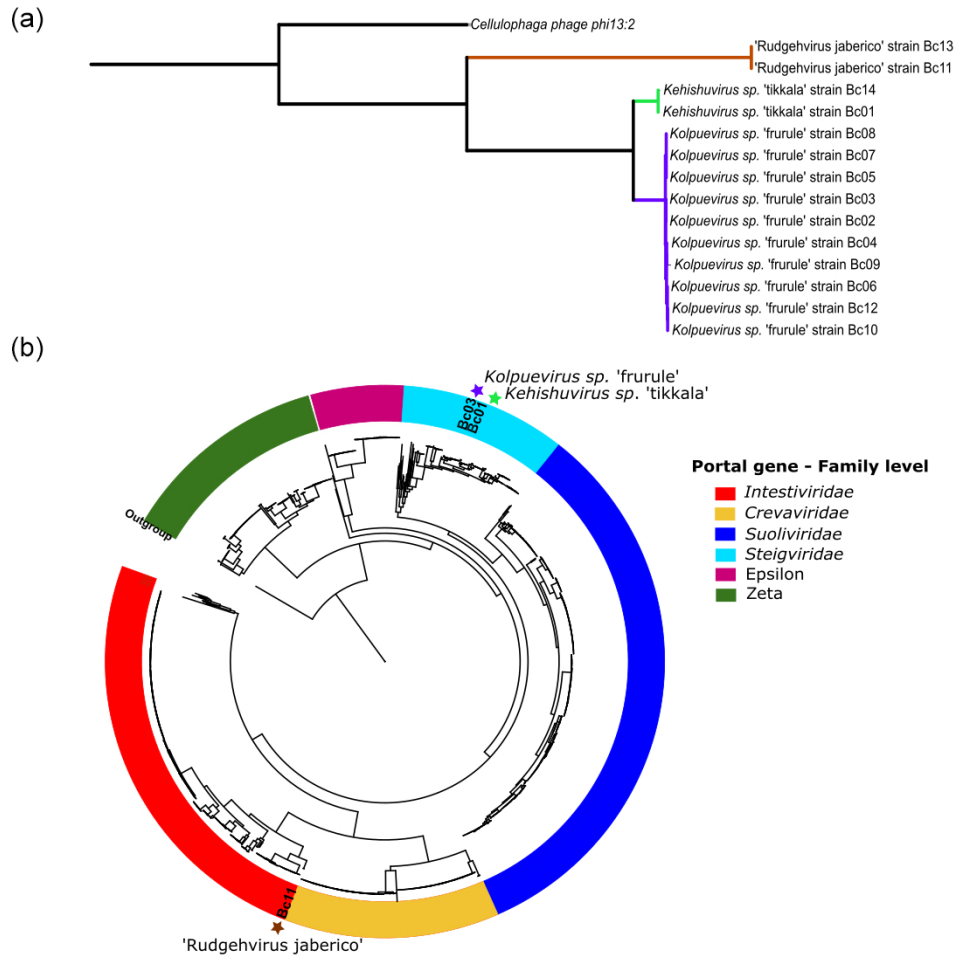 (a)
Cellulophaga phage phi13:2
'Rudgehvirus jaberico' strain Bc13
'Rudgehvirus jaberico' strain Bc11
Kehishuvirus sp. 'tikkala' strain Bc14
Kehishuvirus sp. 'tikkala' strain Bc01
Kolpuevirus sp. 'frurule' strain Bc08
Kolpuevirus sp. 'frurule' strain Bc07
Kolpuevirus sp. 'frurule' strain Bc05
Kolpuevirus sp. 'frurule' strain Bc03
Kolpuevirus sp. 'frurule' strain Bc02
Kolpuevirus sp. 'frurule' strain Bc04
Kolpuevirus sp. 'frurule' strain Bc09
Kolpuevirus sp. 'frurule' strain Bc06
Kolpuevirus sp. 'frurule' strain Bc12
Kolpuevirus sp. 'frurule' strain Bc10
(b)
Kolpuevirus sp. 'frurule'
Kehishuvirus sp. 'tikkala'
Bc03
Bc01
Outgroup
Portal gene - Family level
Intestiviridae
Crevaviridae
Suoliviridae
Steigviridae
Epsilon
Zeta
Bc11
'Rudgehvirus jaberico'